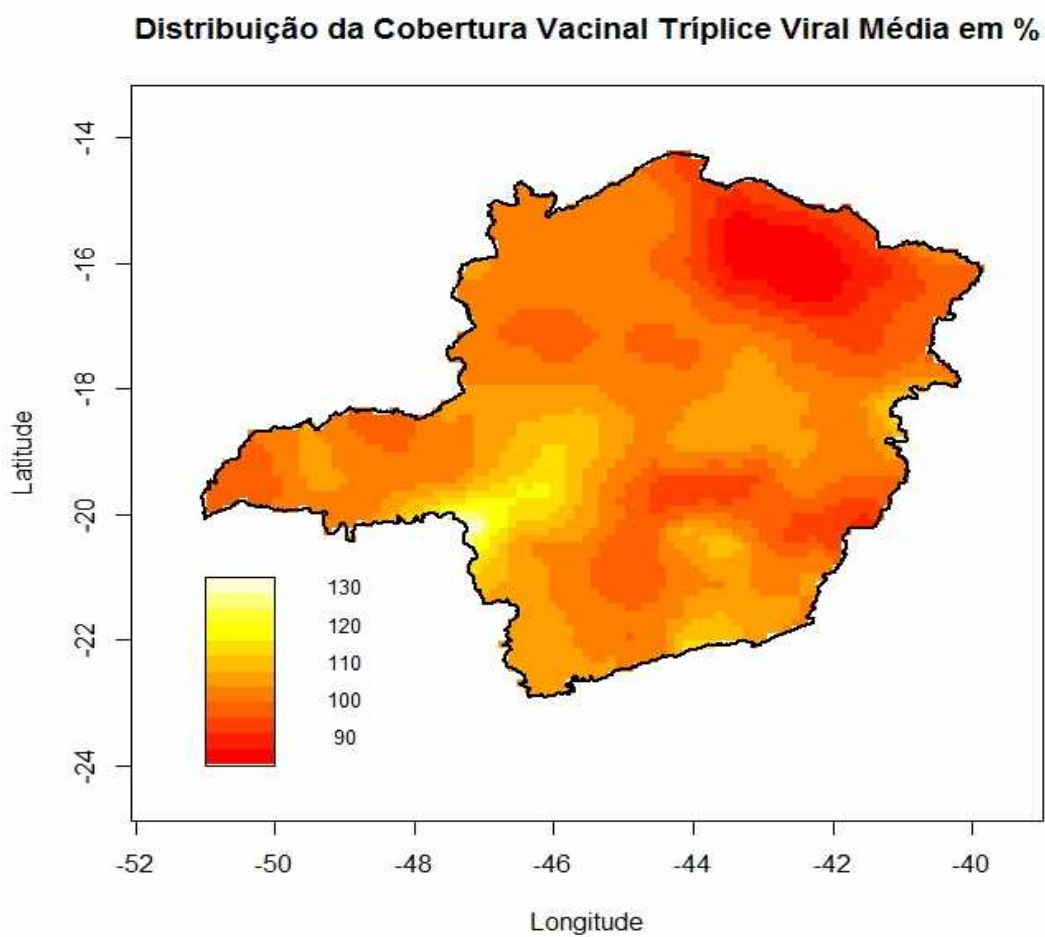 Distribuição da Cobertura Vacinal Tríplice Viral Média em %
-14
-16
-18
-20
-22
-24
Latitude
130
120
110
100
90
-52 -50 -48 -46 -44 -42 -40
Longitude